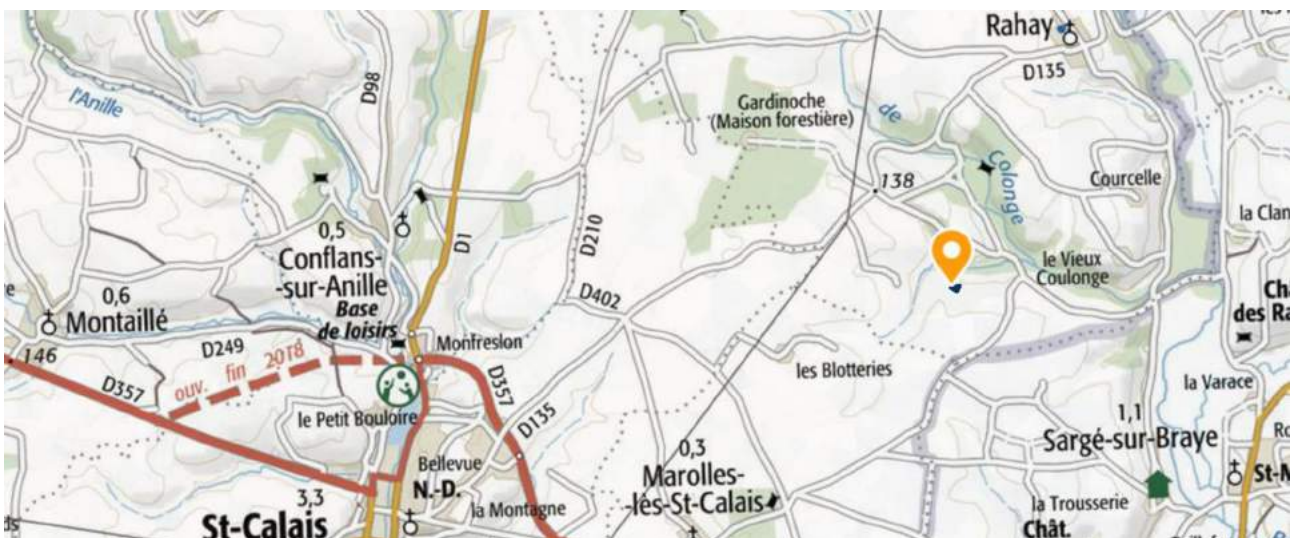 Rahay
D135
l'Anille
D98
Gardinoche
(Maison forestière)
de
Colonge
138
Courcelle
D1
D210
la Clan
0,5
Conflans-
-sur-Anille
Base
de loisirs
le Vieux
Coulonge
0,6
Montaillé
D402
Châ
des Ra
146
D249
Monfreslon
ouv. fin 2018
D357
D357
les Blotteries
la Varace
le Petit Bouloire
D135
1,1
Sargé-sur-Braye
0,3
Marolles-
-lès-St-Calais
Bellevue
N.-D.
3,3
St-Calais
la Montagne
la Trousserie
Chât.
St-M